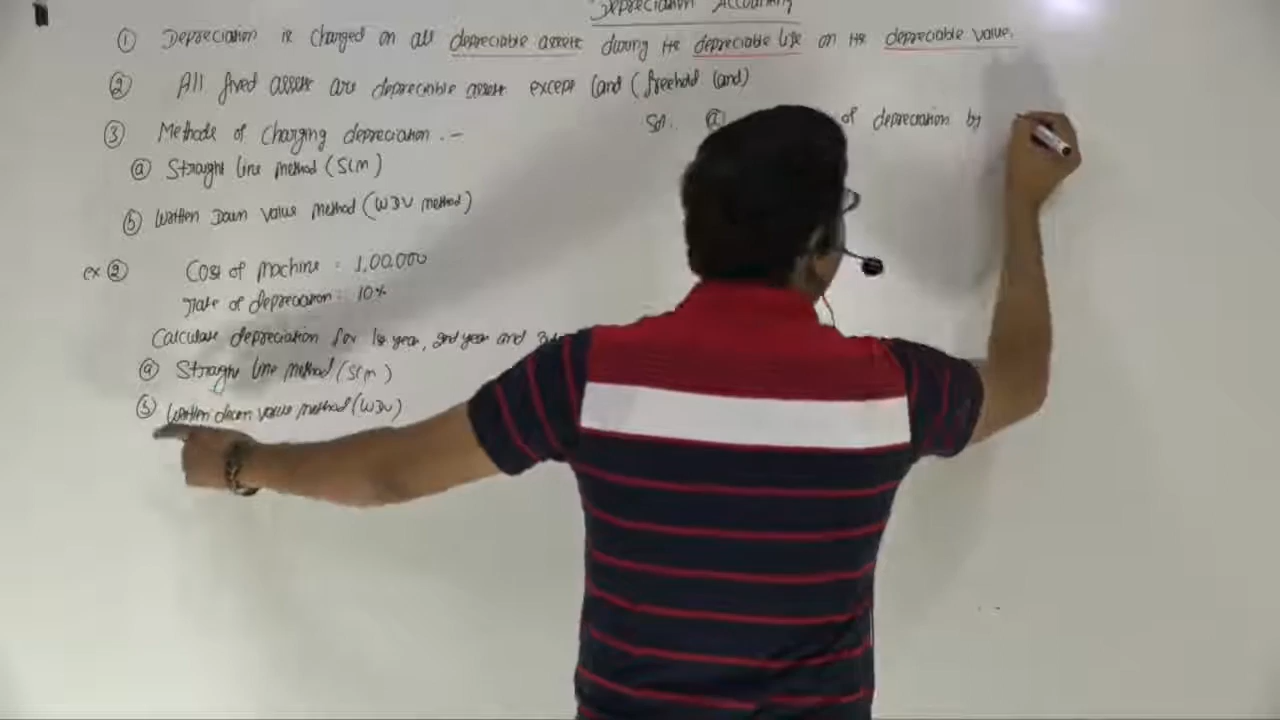 Depreciation Accounting
① Depreciation is charged on all depreciable assets during the depreciable life on the depreciable value.
② All fixed assets are depreciable assets except land (freehold land)
③ Methods of charging depreciation :-
ⓐ Straight line method (SLM)
ⓑ Written Down Value method (WDV method)
ex ② Cost of machine : 1,00,000
Rate of depreciation : 10%
Calculate depreciation for 1st year, 2nd year and
ⓐ Straight line method (SLM)
ⓑ Written down value method (WDV)
Sol. ⓐ of depreciation by